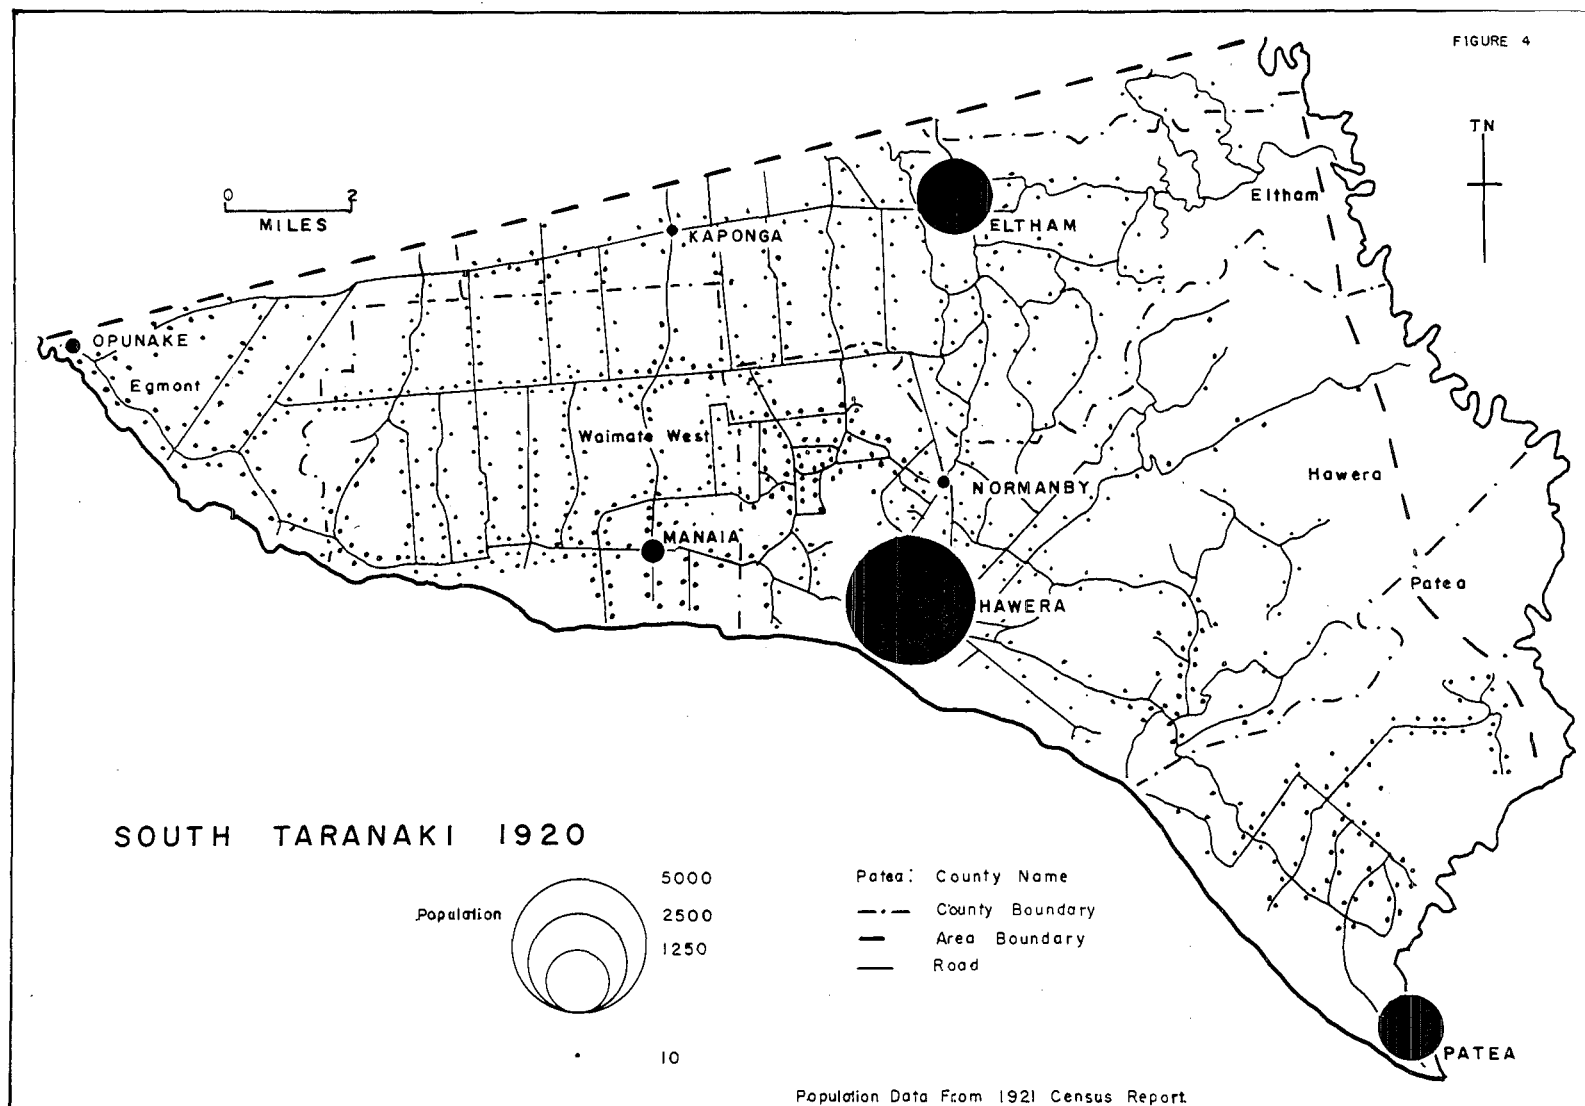 FIGURE 4
TN
0 2
MILES
Eltham
ELTHAM
KAPONGA
OPUNAKE
Egmont
Waimate West
Hawera
NORMANBY
MANAIA
Patea
HAWERA
SOUTH TARANAKI 1920
Population
5000
2500
1250
10
Patea: County Name
County Boundary
Area Boundary
Road
PATEA
Population Data From 1921 Census Report